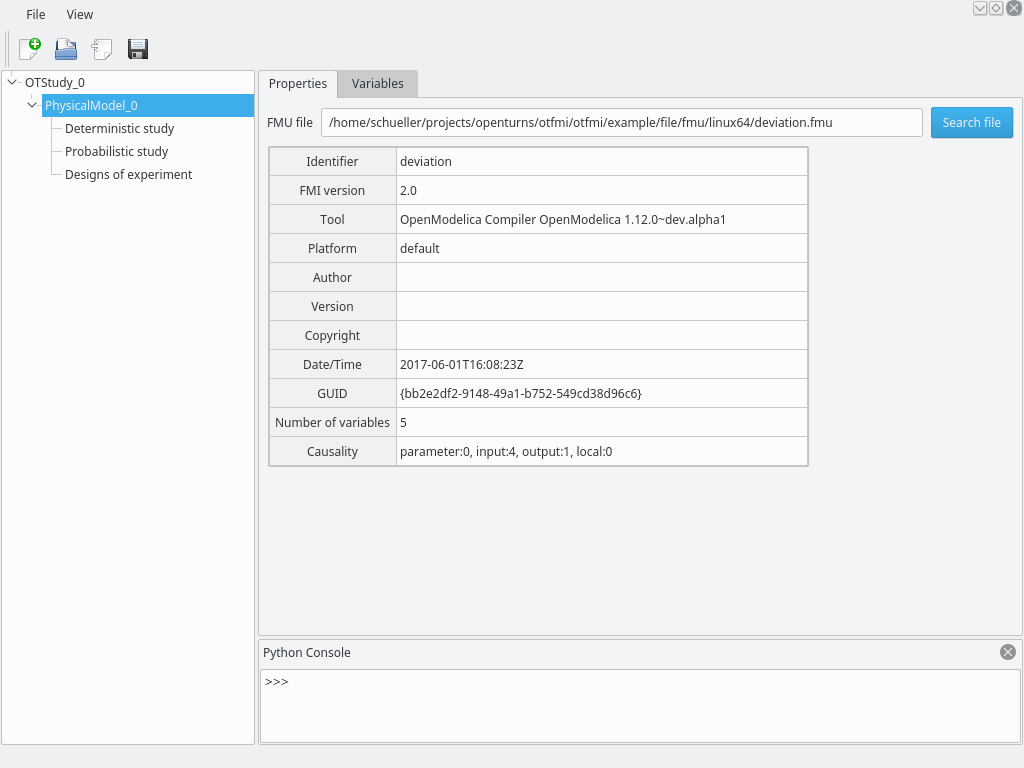 File View
OTStudy_0
PhysicalModel_0
Deterministic study
Probabilistic study
Designs of experiment
Properties Variables
FMU file /home/schueller/projects/openturns/otfmi/otfmi/example/file/fmu/linux64/deviation.fmu Search file
Identifier deviation
FMI version 2.0
Tool OpenModelica Compiler OpenModelica 1.12.0~dev.alpha1
Platform default
Author
Version
Copyright
Date/Time 2017-06-01T16:08:23Z
GUID {bb2e2df2-9148-49a1-b752-549cd38d96c6}
Number of variables 5
Causality parameter:0, input:4, output:1, local:0
Python Console
>>>